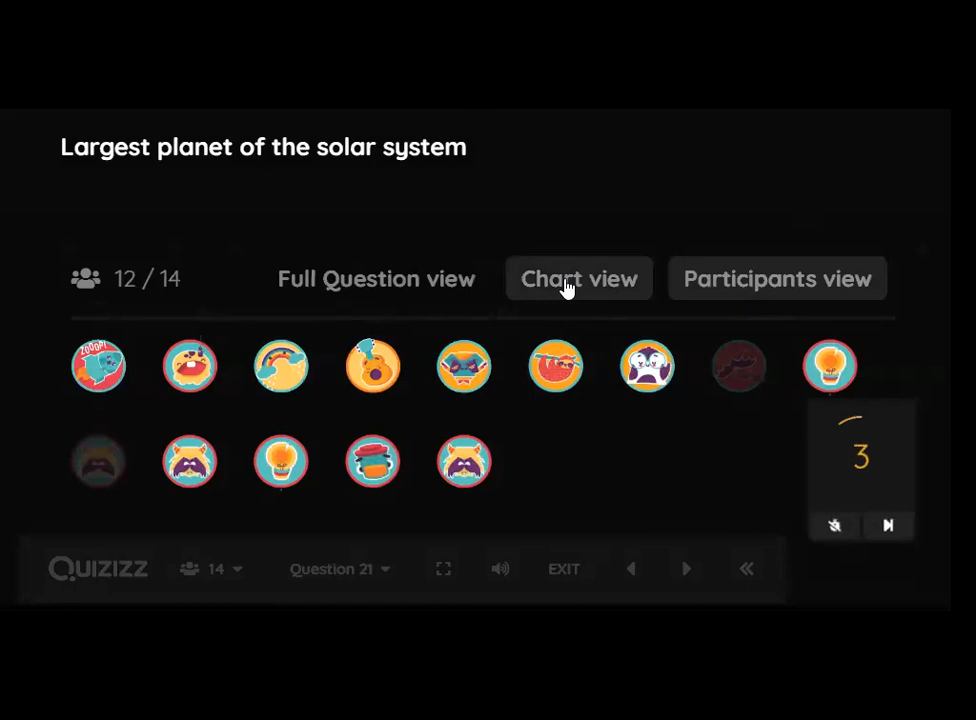 Largest planet of the solar system
12 / 14 Full Question view Chart view Participants view
ZOOOP!
3
QUIZIZZ 14 Question 21 EXIT